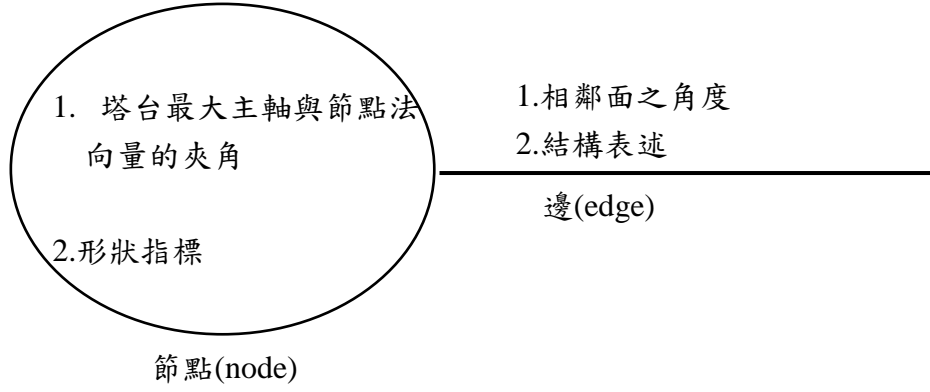 1. 塔台最大主軸與節點法
向量的夾角
2.形狀指標
節點(node)
1.相鄰面之角度
2.結構表述
邊(edge)